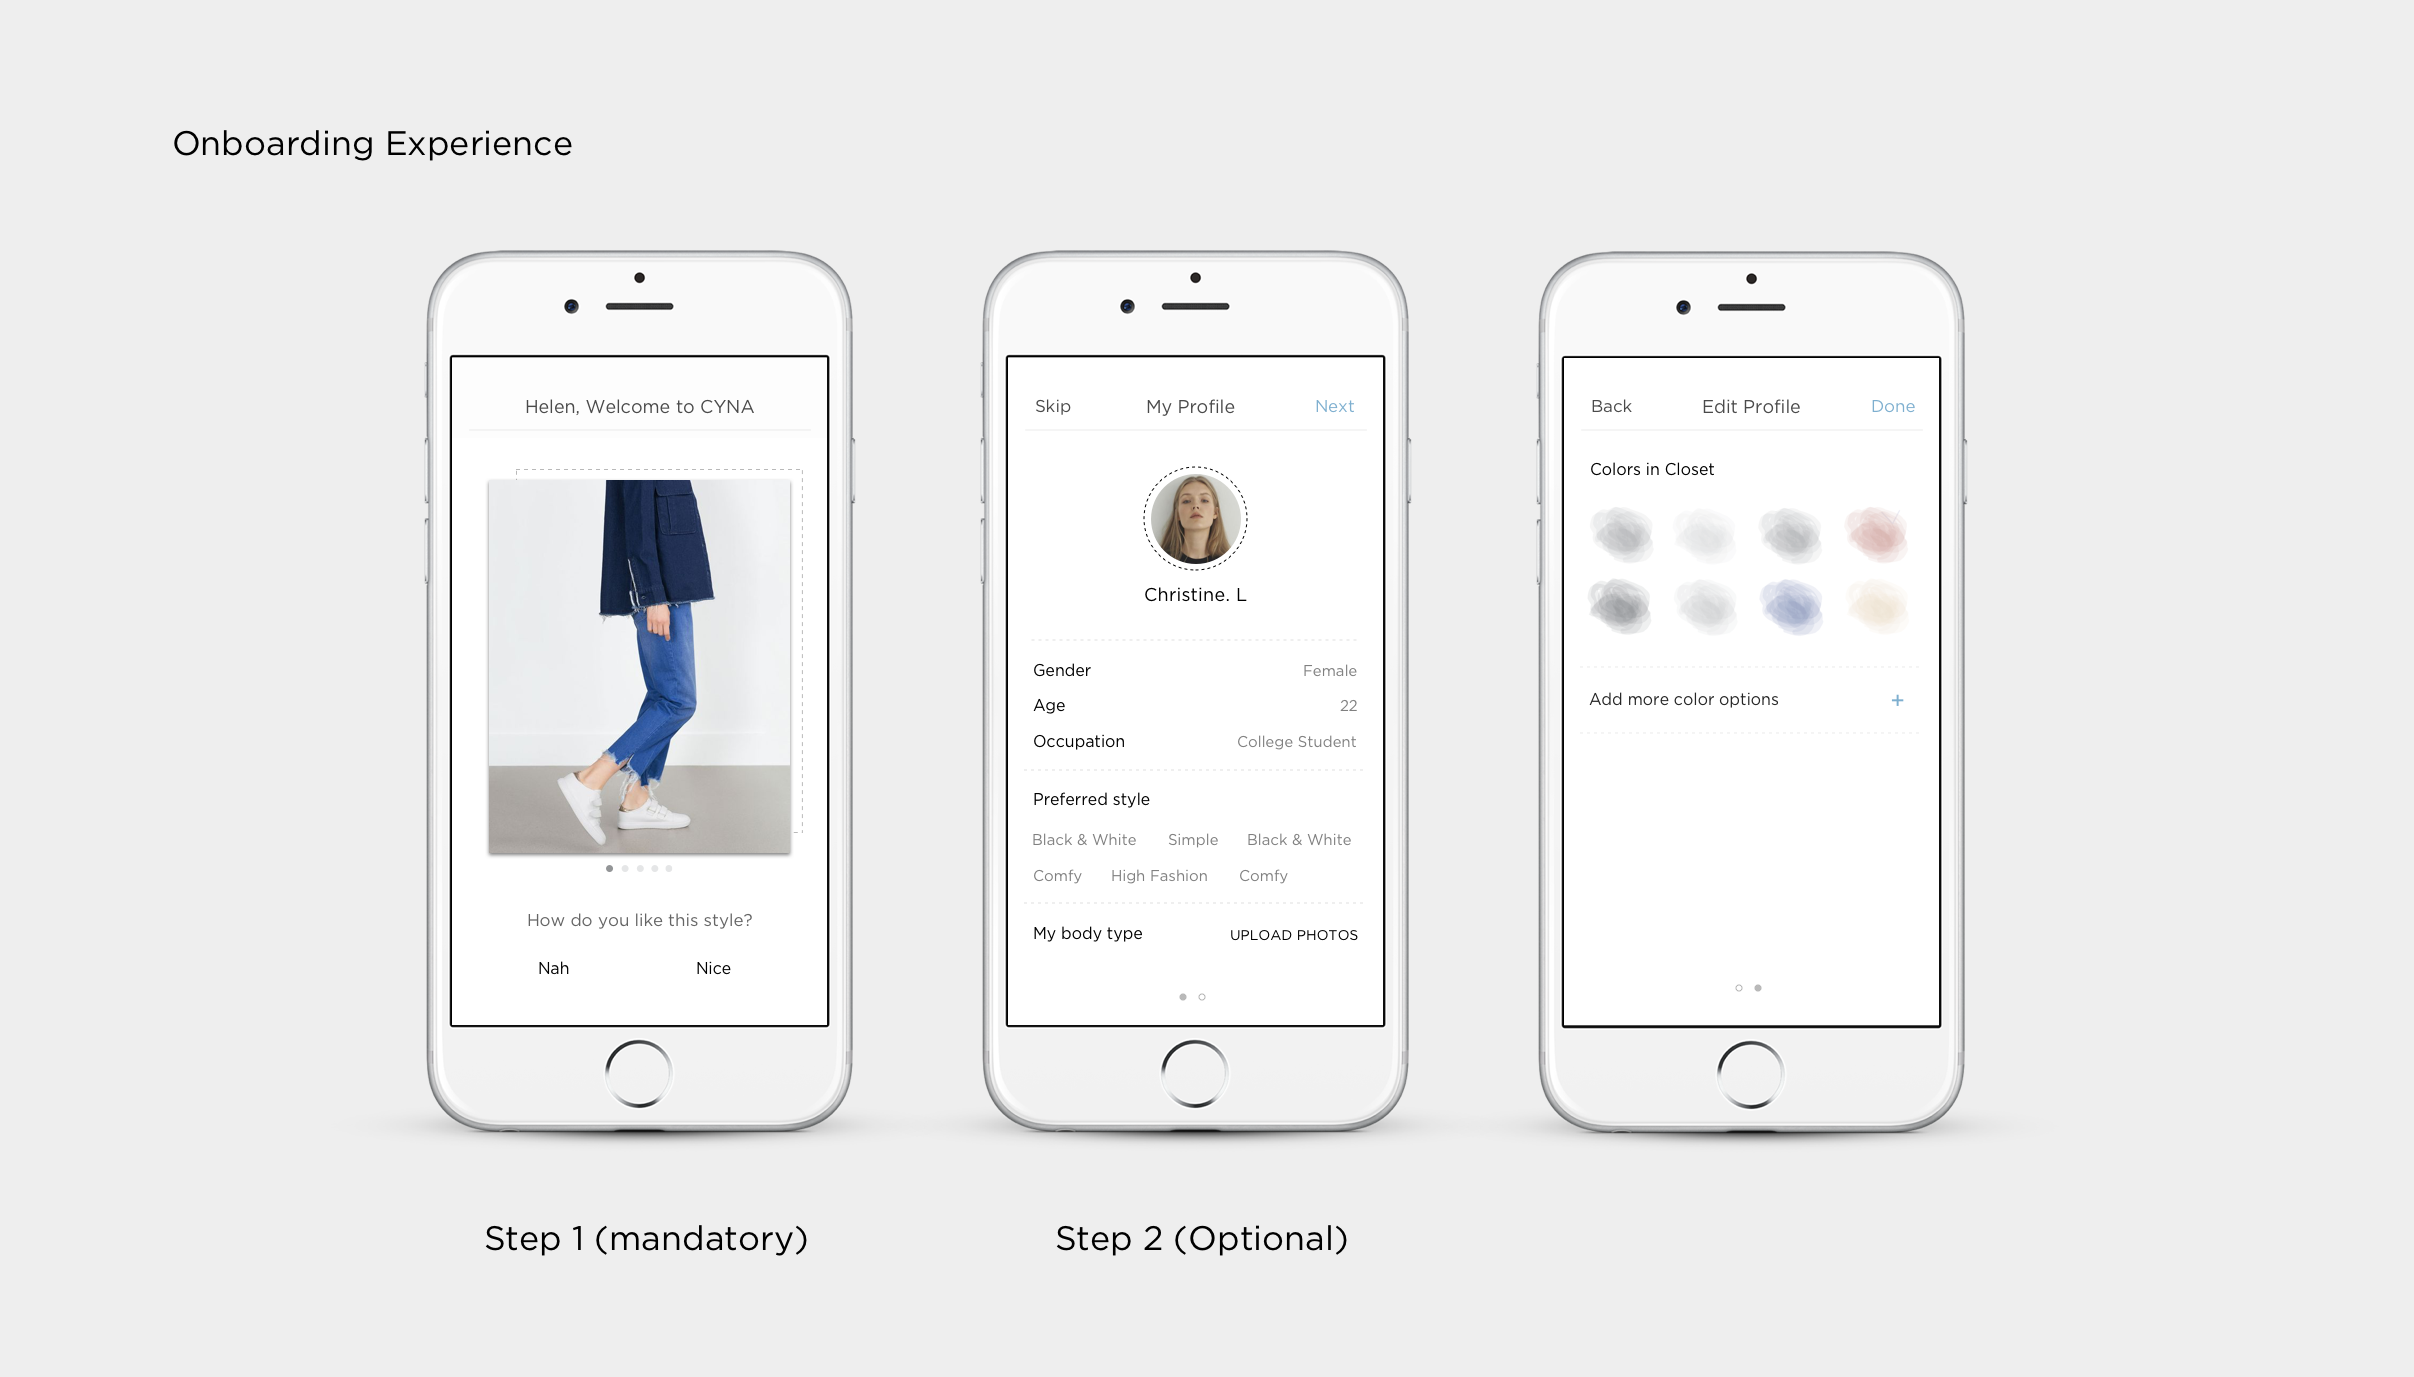 Onboarding Experience
Helen, Welcome to CYNA
How do you like this style?
Nah Nice
Skip My Profile Next
Christine. L
Gender Female
Age 22
Occupation College Student
Preferred style
Black & White Simple Black & White
Comfy High Fashion Comfy
My body type UPLOAD PHOTOS
Back Edit Profile Done
Colors in Closet
Add more color options +
Step 1 (mandatory)
Step 2 (Optional)